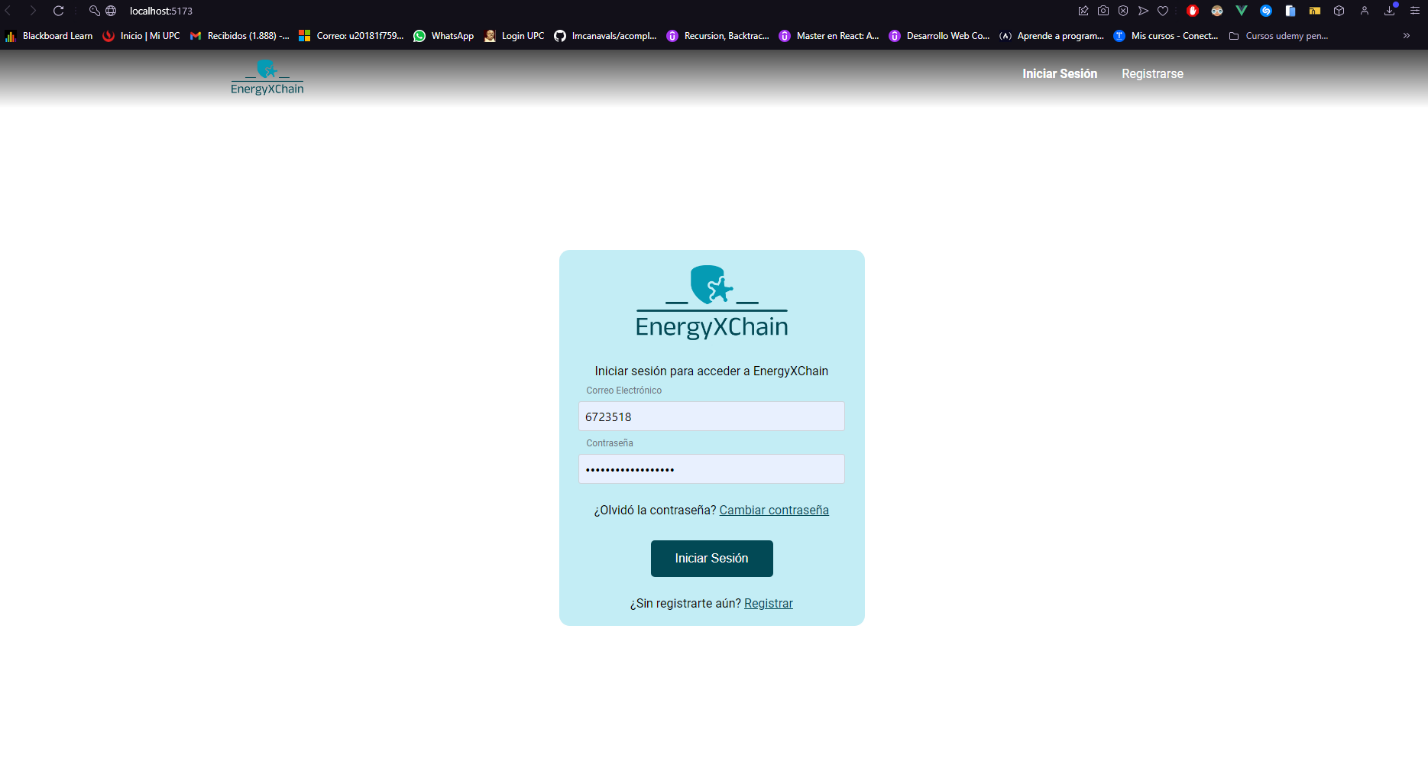 localhost:5173
Blackboard Learn Inicio | Mi UPC Recibidos (1.888) -... Correo: u20181f759... WhatsApp Login UPC lmcanavals/acompl... Recursion, Backtrac... Master en React: A... Desarrollo Web Co... Aprende a program... Mis cursos - Conect... Cursos udemy pen... »
EnergyXChain Iniciar Sesión Registrarse
EnergyXChain
Iniciar sesión para acceder a EnergyXChain
Correo Electrónico
6723518
Contraseña
••••••••••••••••••
¿Olvidó la contraseña? Cambiar contraseña
Iniciar Sesión
¿Sin registrarte aún? Registrar